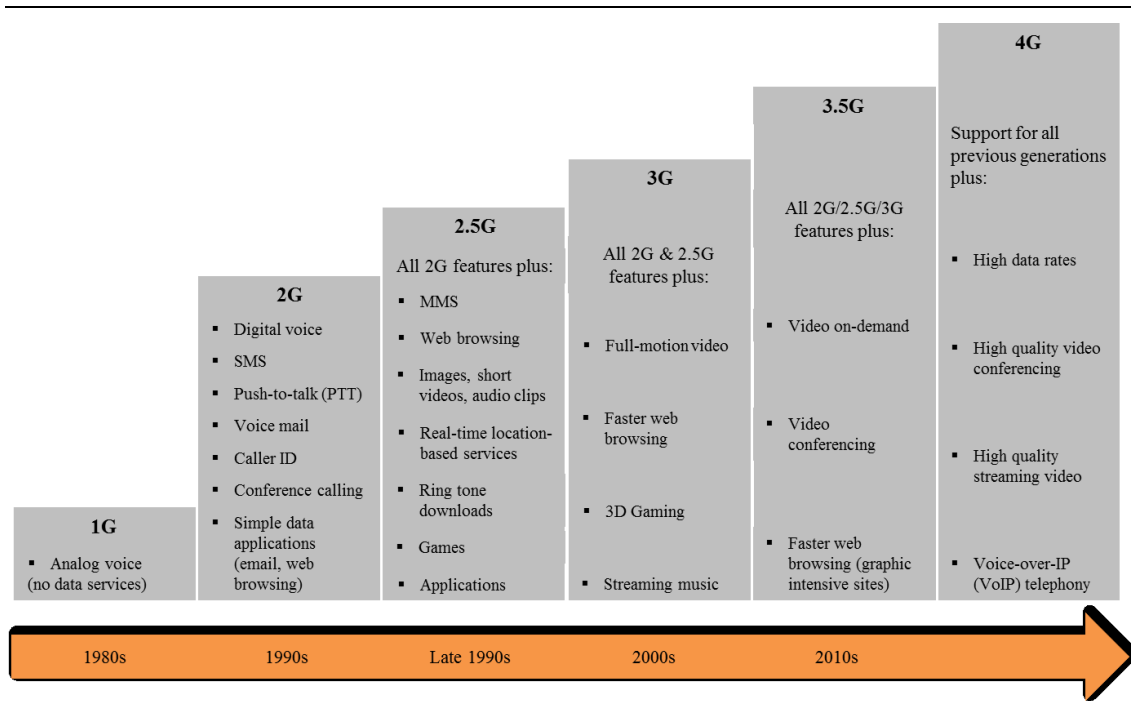 1G
▪ Analog voice
(no data services)
2G
▪ Digital voice
▪ SMS
▪ Push-to-talk (PTT)
▪ Voice mail
▪ Caller ID
▪ Conference calling
▪ Simple data
applications
(email, web
browsing)
2.5G
All 2G features plus:
▪ MMS
▪ Web browsing
▪ Images, short
videos, audio clips
▪ Real-time location-
based services
▪ Ring tone
downloads
▪ Games
▪ Applications
3G
All 2G & 2.5G
features plus:
▪ Full-motion video
▪ Faster web
browsing
▪ 3D Gaming
▪ Streaming music
3.5G
All 2G/2.5G/3G
features plus:
▪ Video on-demand
▪ Video
conferencing
▪ Faster web
browsing (graphic
intensive sites)
4G
Support for all
previous generations
plus:
▪ High data rates
▪ High quality video
conferencing
▪ High quality
streaming video
▪ Voice-over-IP
(VoIP) telephony
1980s
1990s
Late 1990s
2000s
2010s